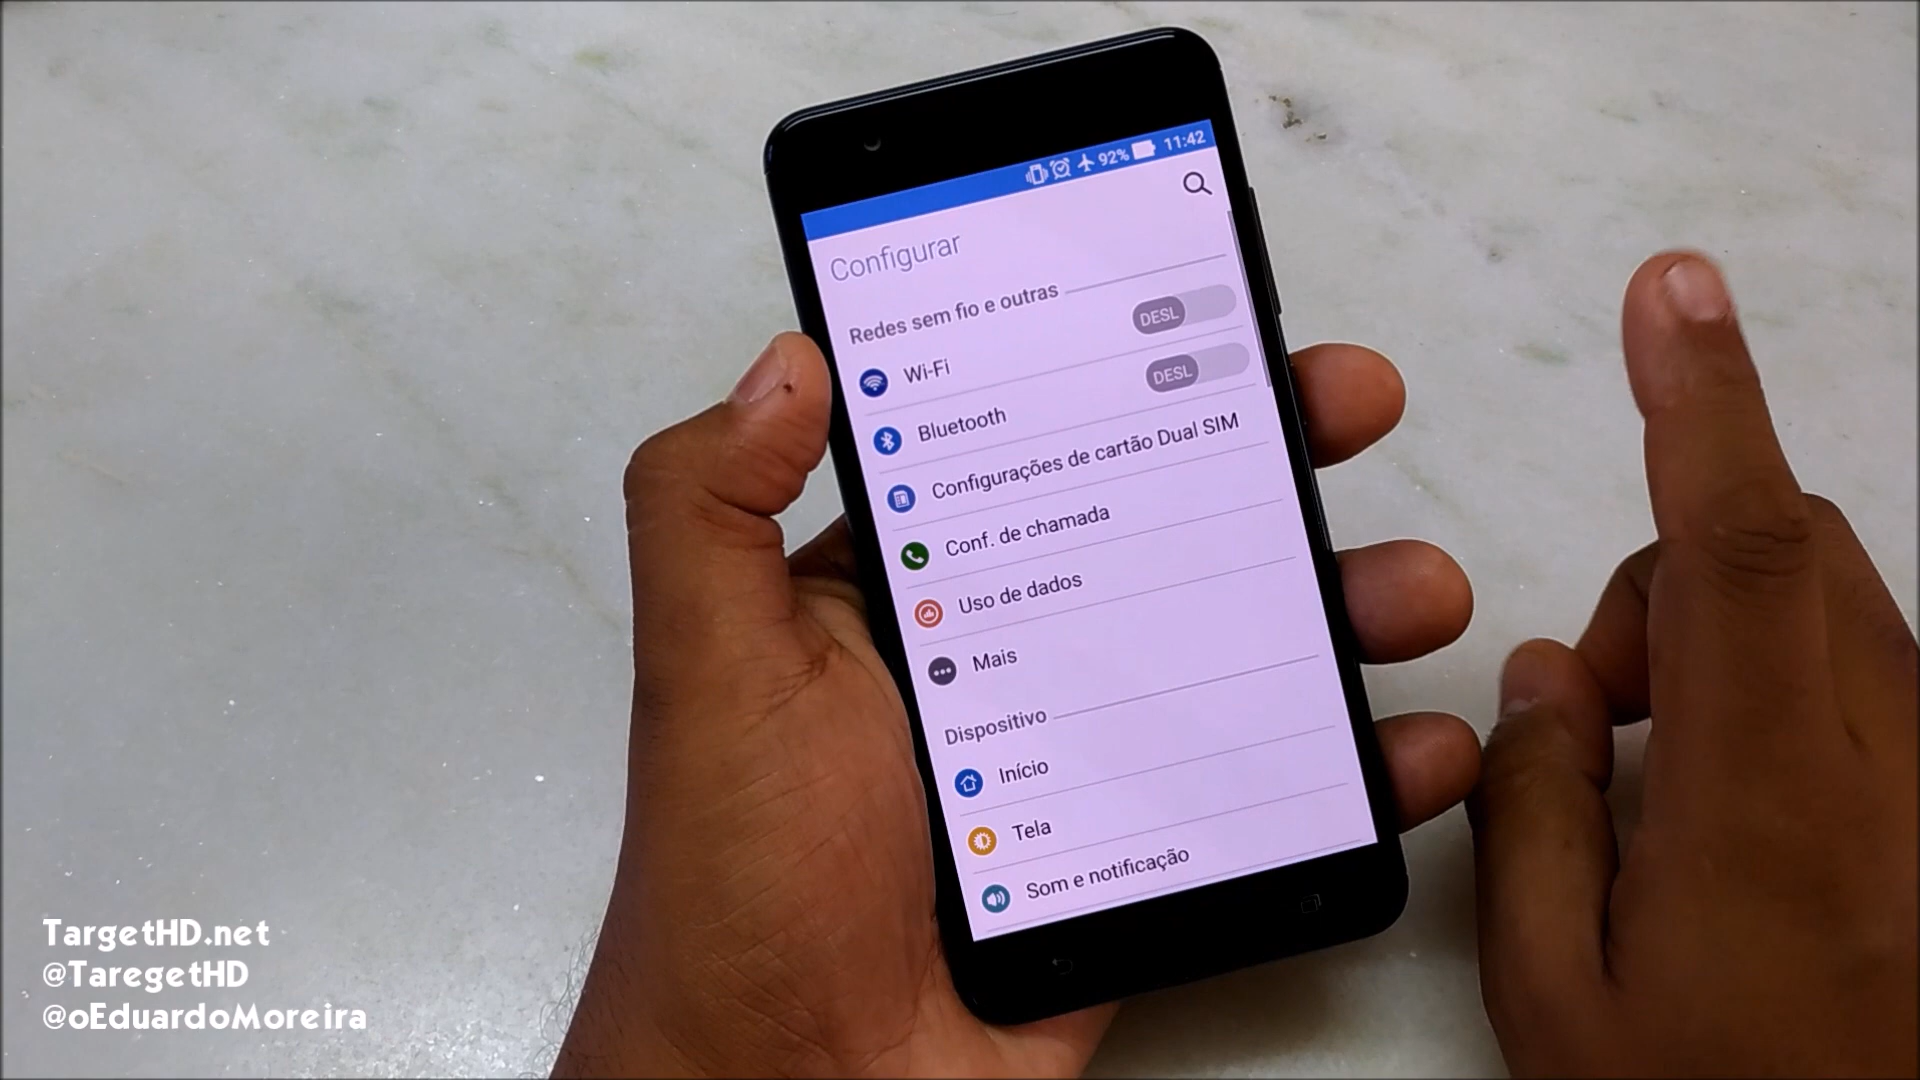 92% 11:42
Configurar
Redes sem fio e outras
Wi-Fi DESL
Bluetooth DESL
Configurações de cartão Dual SIM
Conf. de chamada
Uso de dados
Mais
Dispositivo
Início
Tela
Som e notificação
TargetHD.net
@TaregetHD
@oEduardoMoreira